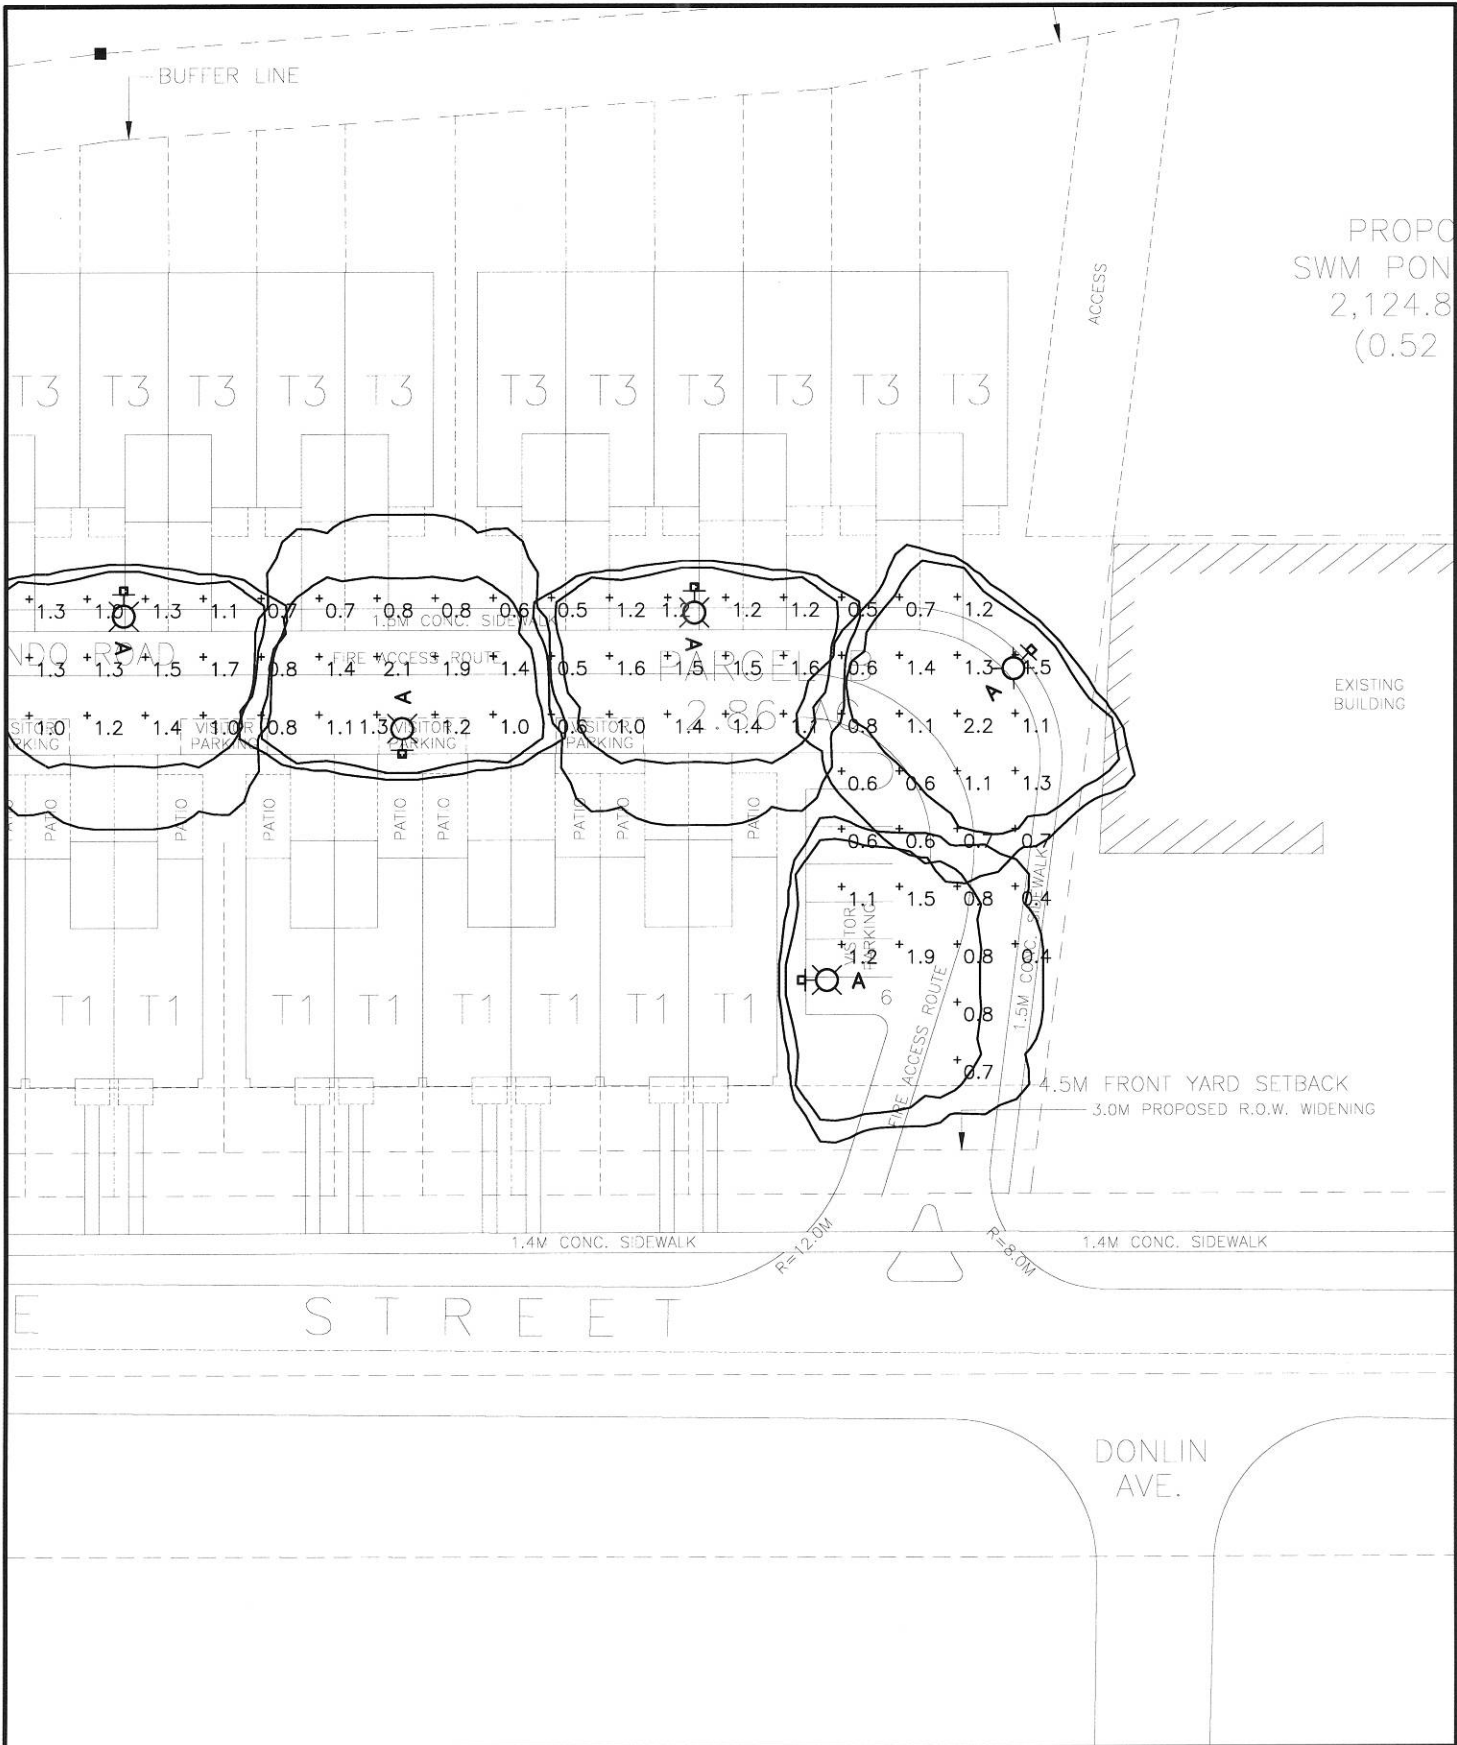 BUFFER LINE
ACCESS
PROPO
SWM PON
2,124.8
(0.52
T3 T3 T3 T3 T3 T3 T3 T3 T3 T3 T3
1.3 1.0 1.3 1.1 0.7 0.7 0.8 0.8 0.6 0.5 1.2 1.2 1.2 1.2 0.5 0.7 1.2
1.5M CONC. SIDEWALK
A A
NDO ROAD
FIRE ACCESS ROUTE
PARCEL
1.3 1.3 1.5 1.7 0.8 1.4 2.1 1.9 1.4 0.5 1.6 1.5 1.5 1.6 0.6 1.4 1.3 1.5
A A
EXISTING
BUILDING
2.86
1.0 1.2 1.4 1.0 0.8 1.1 1.3 1.2 1.0 0.6 1.0 1.4 1.4 1.1 0.8 1.1 2.2 1.1
VISITOR
PARKING
VISITOR
PARKING
VISITOR
PARKING
0.6 0.6 1.1 1.3
PATIO PATIO PATIO PATIO PATIO PATIO PATIO PATIO
0.6 0.6 0.7 0.7
1.1 1.5 0.8 0.4
VISITOR
PARKING
1.2 1.9 0.8 0.4
A
6
0.8
0.7
FIRE ACCESS ROUTE
1.5M CONC. SIDEWALK
T1 T1 T1 T1 T1 T1 T1
4.5M FRONT YARD SETBACK
3.0M PROPOSED R.O.W. WIDENING
1.4M CONC. SIDEWALK
R=12.0M
R=8.0M
1.4M CONC. SIDEWALK
E STREET
DONLIN
AVE.